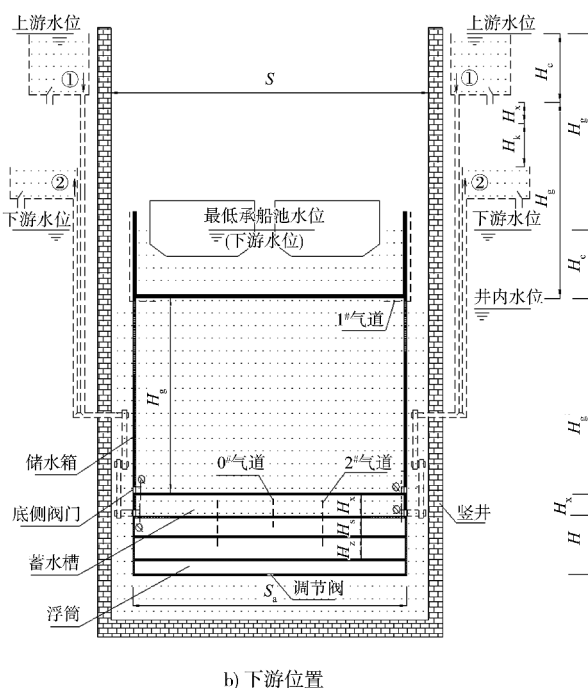 上游水位
上游水位
①
①
S
H_c
H_x
H_k
H_g
H_g
②
②
下游水位
下游水位
最低承船池水位
(下游水位)
H_c
井内水位
1#气道
H_g
H_g
储水箱
0#气道
2#气道
底侧阀门
H_x
H_x
竖井
H_s
H
蓄水槽
H_z
S_a
调节阀
浮筒
b) 下游位置